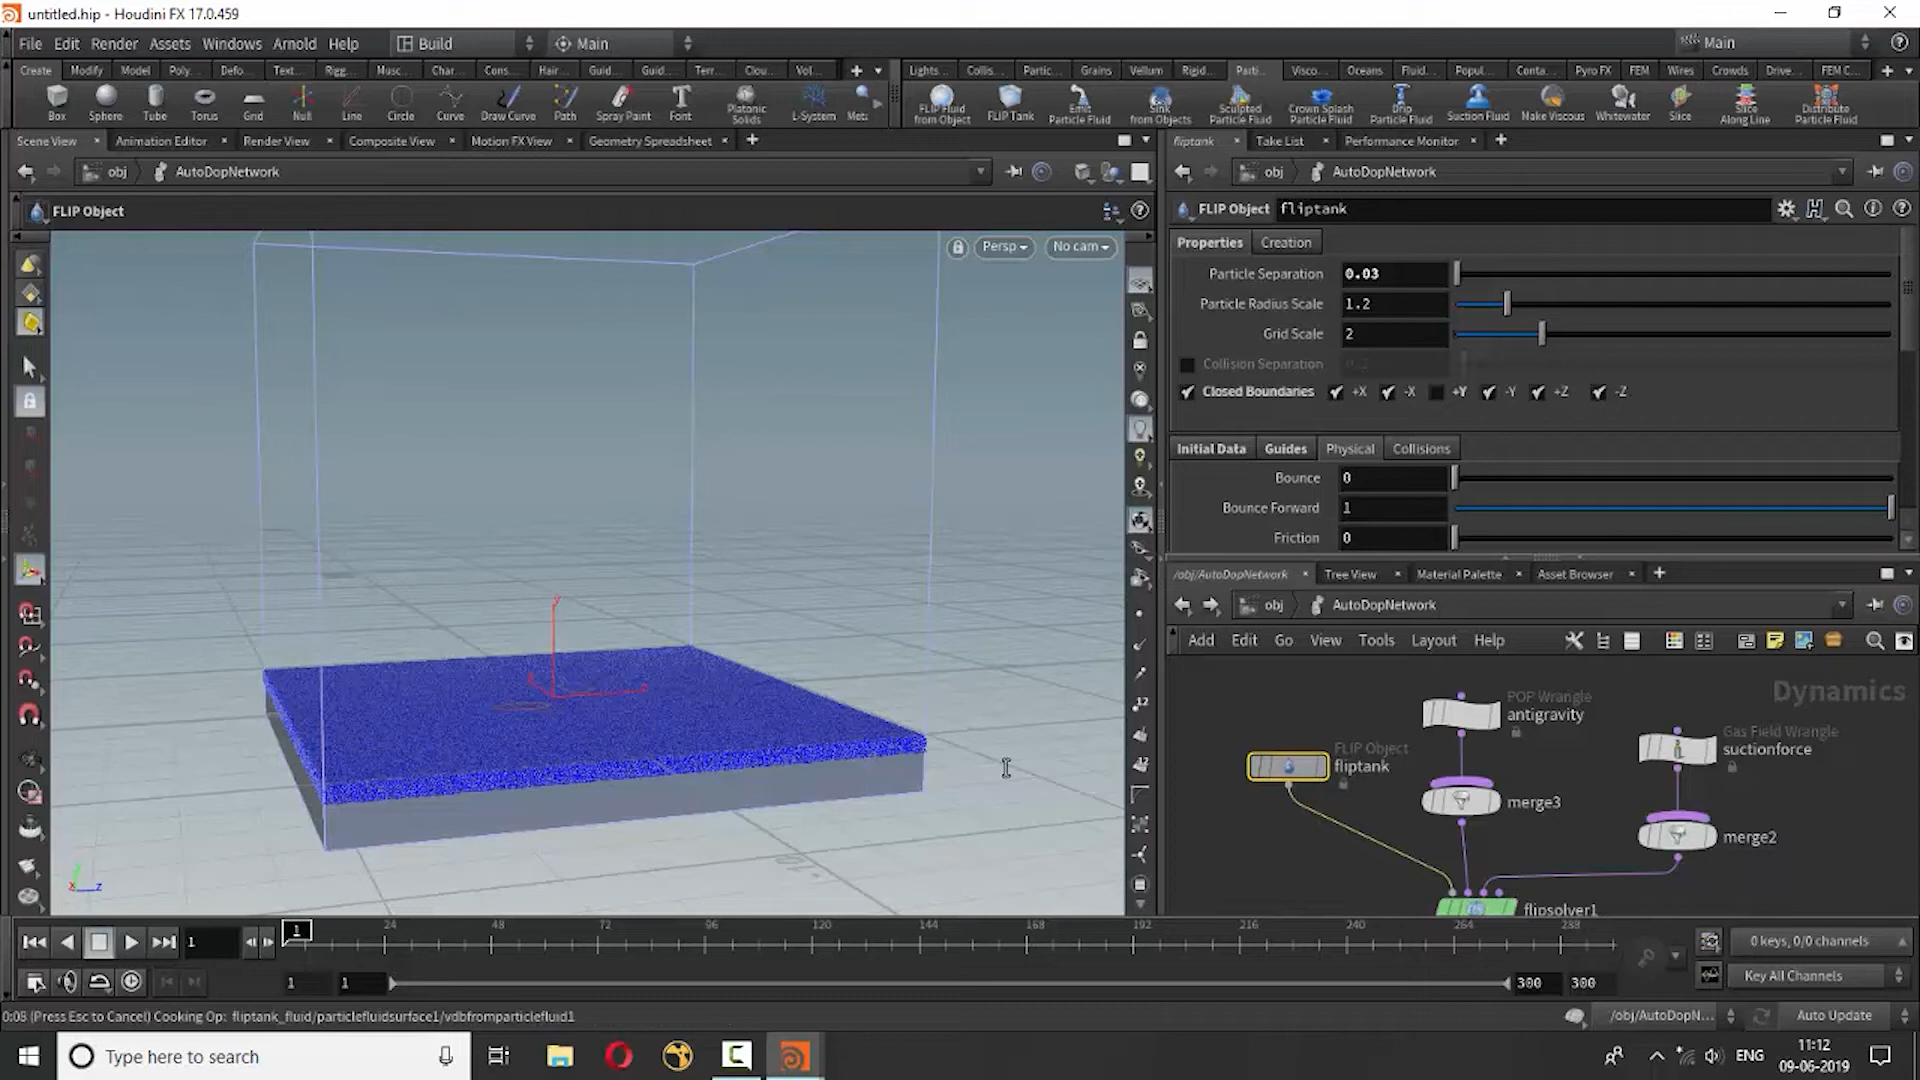 untitled.hip - Houdini FX 17.0.459
File Edit Render Assets Windows Arnold Help Build Main Main
Create Modify Model Poly... Defo... Text... Rigg... Musc... Char... Cons... Hair... Guid... Guid... Terr... Clou... Vol...
Lights... Collis... Partic... Grains Vellum Rigid... Parti... Visco... Oceans Fluid... Popul... Conta... Pyro FX FEM Wires Crowds Drive... FEM C...
Box Sphere Tube Torus Grid Null Line Circle Curve Draw Curve Path Spray Paint Font Platonic Solids L-System Met
FLIP Fluid from Object FLIP Tank Emit Particle Fluid Sink from Objects Sculpted Particle Fluid Crown Splash Particle Fluid Drip Particle Fluid Suction Fluid Make Viscous Whitewater Slice Slice Along Line Distribute Particle Fluid
Scene View Animation Editor Render View Composite View Motion FX View Geometry Spreadsheet
fliptank Take List Performance Monitor
obj AutoDopNetwork
obj AutoDopNetwork
FLIP Object
FLIP Object fliptank
Persp No cam
Properties Creation
Particle Separation 0.03
Particle Radius Scale 1.2
Grid Scale 2
Collision Separation
Closed Boundaries +X -X +Y -Y +Z -Z
Initial Data Guides Physical Collisions
Bounce 0
Bounce Forward 1
Friction 0
/obj/AutoDopNetwork Tree View Material Palette Asset Browser
obj AutoDopNetwork
Add Edit Go View Tools Layout Help
Dynamics
POP Wrangle
antigravity
Gas Field Wrangle
suctionforce
FLIP Object
fliptank
merge3
merge2
flipsolver1
y
x z
12
12
1 1 24 48 72 96 120 144 168 192 216 240 264 288
0 keys, 0/0 channels
1 1 300 300 Key All Channels
0:08 (Press Esc to Cancel) Cooking Op: fliptank_fluid/particlefluidsurface1/vdbfromparticlefluid1
/obj/AutoDopN... Auto Update
Type here to search
ENG
11:12
09-06-2019